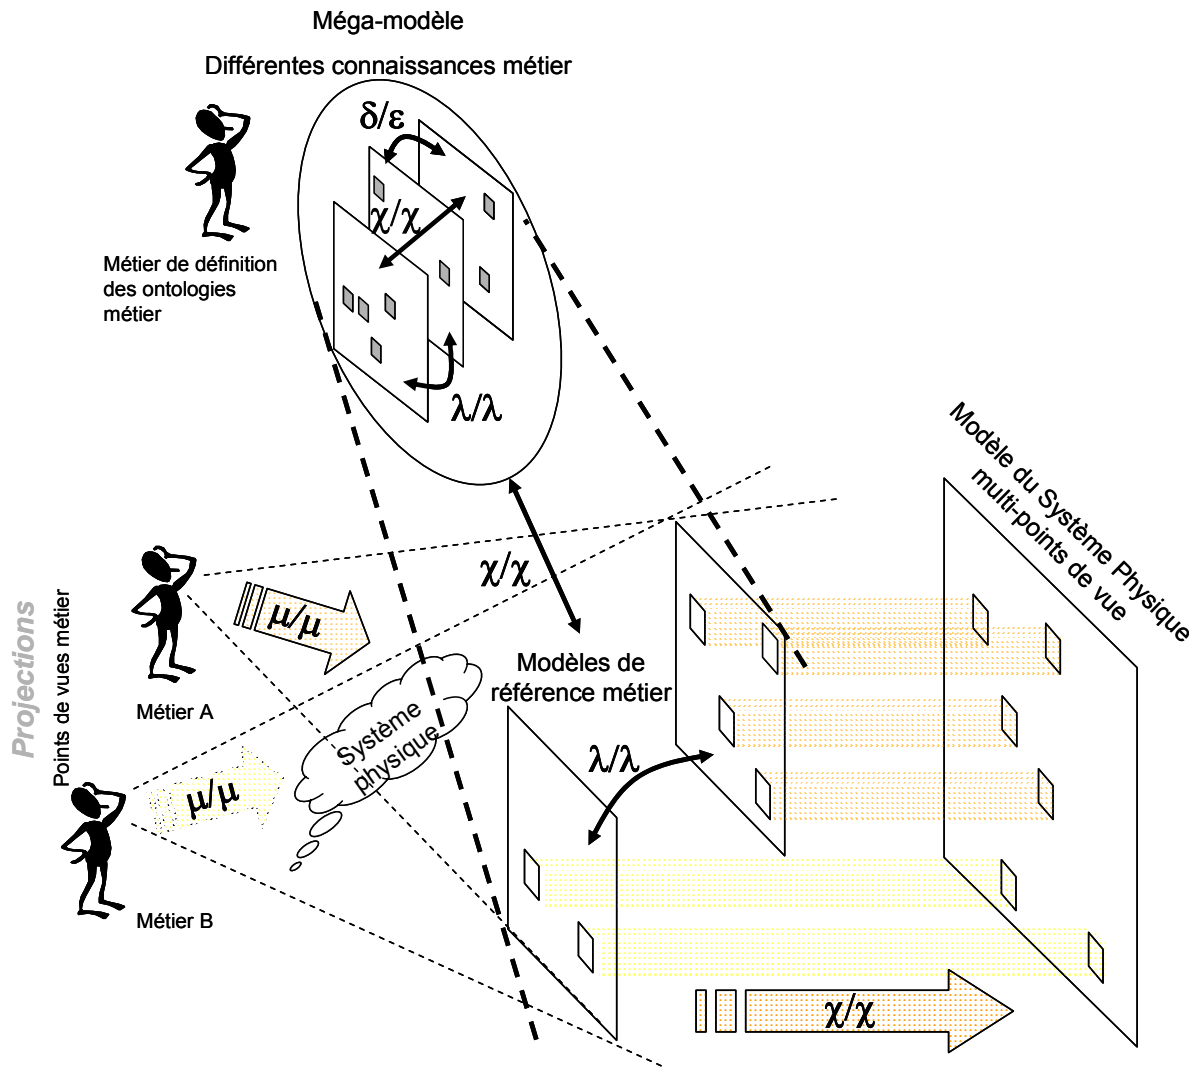 Méga-modèle
Différentes connaissances métier
δ/ε
χ/χ
λ/λ
Métier de définition
des ontologies
métier
Modèle du Système Physique
multi-points de vue
χ/χ
μ/μ
Projections
Points de vues métier
Métier A
Modèles de
référence métier
Système
physique
λ/λ
μ/μ
Métier B
χ/χ